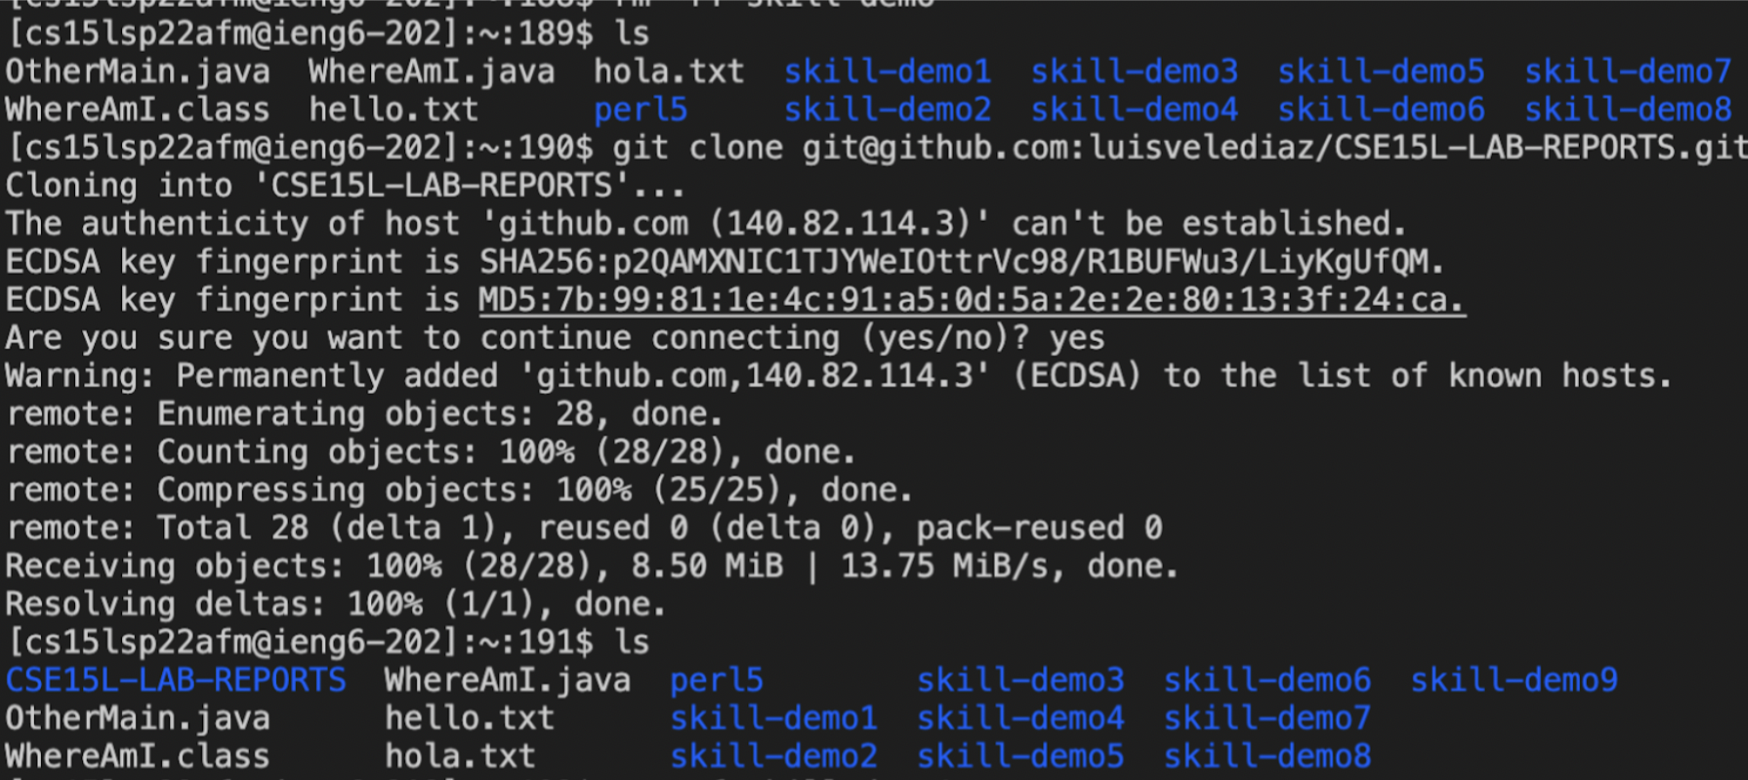 [cs15lsp22afm@ieng6-202]:~:188$ rm -rf skill-demo
[cs15lsp22afm@ieng6-202]:~:189$ ls
OtherMain.java  WhereAmI.java  hola.txt  skill-demo1  skill-demo3  skill-demo5  skill-demo7
WhereAmI.class  hello.txt      perl5     skill-demo2  skill-demo4  skill-demo6  skill-demo8
[cs15lsp22afm@ieng6-202]:~:190$ git clone git@github.com:luisvelediaz/CSE15L-LAB-REPORTS.git
Cloning into 'CSE15L-LAB-REPORTS'...
The authenticity of host 'github.com (140.82.114.3)' can't be established.
ECDSA key fingerprint is SHA256:p2QAMXNIC1TJYWeIOttrVc98/R1BUFWu3/LiyKgUfQM.
ECDSA key fingerprint is MD5:7b:99:81:1e:4c:91:a5:0d:5a:2e:2e:80:13:3f:24:ca.
Are you sure you want to continue connecting (yes/no)? yes
Warning: Permanently added 'github.com,140.82.114.3' (ECDSA) to the list of known hosts.
remote: Enumerating objects: 28, done.
remote: Counting objects: 100% (28/28), done.
remote: Compressing objects: 100% (25/25), done.
remote: Total 28 (delta 1), reused 0 (delta 0), pack-reused 0
Receiving objects: 100% (28/28), 8.50 MiB | 13.75 MiB/s, done.
Resolving deltas: 100% (1/1), done.
[cs15lsp22afm@ieng6-202]:~:191$ ls
CSE15L-LAB-REPORTS  WhereAmI.java  perl5        skill-demo3  skill-demo6  skill-demo9
OtherMain.java      hello.txt      skill-demo1  skill-demo4  skill-demo7
WhereAmI.class      hola.txt       skill-demo2  skill-demo5  skill-demo8